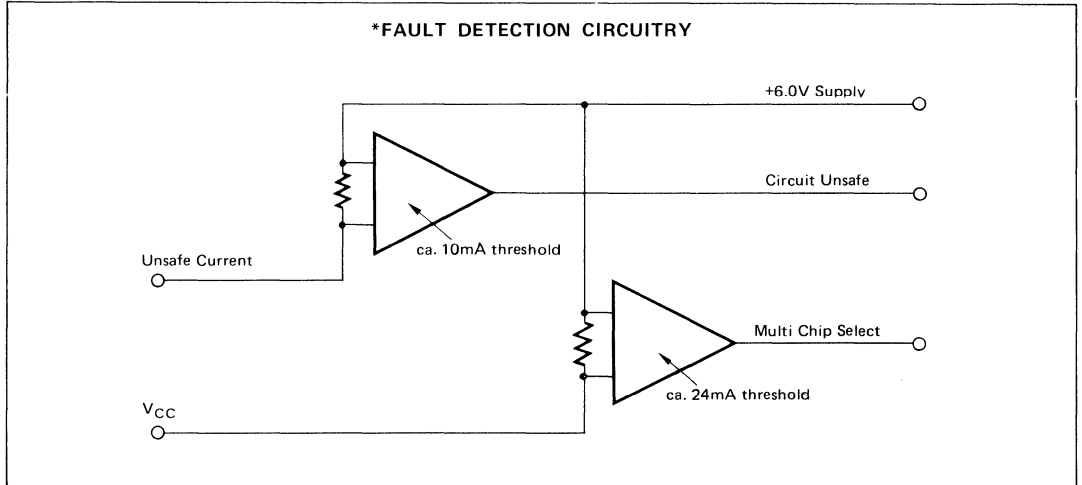 *FAULT DETECTION CIRCUITRY
+6.0V Supply
Circuit Unsafe
ca. 10mA threshold
Unsafe Current
Multi Chip Select
ca. 24mA threshold
VCC